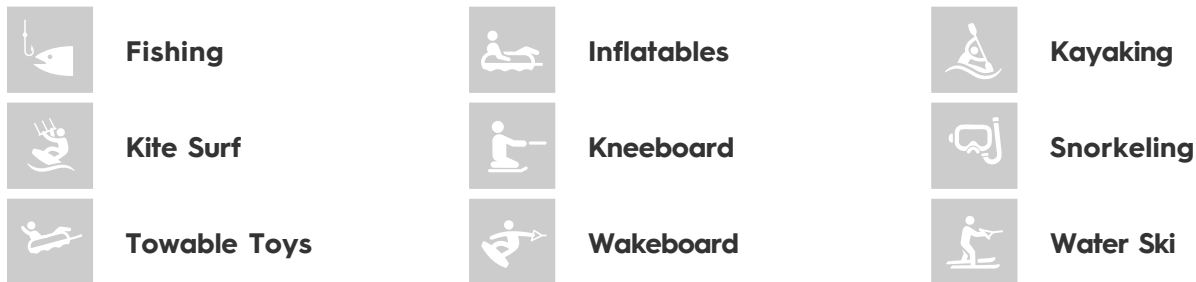 Fishing
Inflatables
Kayaking
Kite Surf
Kneeboard
Snorkeling
Towable Toys
Wakeboard
Water Ski